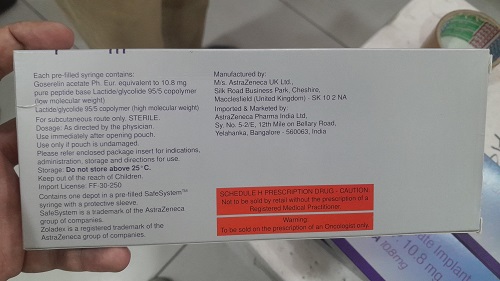 Each pre-filled syringe contains:
Goserelin acetate Ph. Eur. equivalent to 10.8 mg
pure peptide base Lactide/glycolide 95/5 copolymer
(low molecular weight)
Lactide/glycolide 95/5 copolymer (high molecular weight)
For subcutaneous route only. STERILE.
Dosage: As directed by the physician.
Use immediately after opening pouch.
Use only if pouch is undamaged.
Please refer enclosed package insert for indications,
administration, storage and directions for use.
Storage: Do not store above 25°C.
Keep out of the reach of Children.
Import License: FF-30-250
Contains one depot in a pre-filled SafeSystem™
syringe with a protective sleeve.
SafeSystem is a trademark of the AstraZeneca
group of companies.
Zoladex is a registered trademark of the
AstraZeneca group of companies.
Manufactured by:
M/s. AstraZeneca UK Ltd.,
Silk Road Business Park, Cheshire,
Macclesfield (United Kingdom) - SK 10 2 NA
Imported & Marketed by:
AstraZeneca Pharma India Ltd.
Sy. No. 5-2/E, 12th Mile on Bellary Road,
Yelahanka, Bangalore - 560063, India
SCHEDULE H PRESCRIPTION DRUG - CAUTION
Not to be sold by retail without the prescription of a
Registered Medical Practitioner.
Warning:
To be sold on the prescription of an Oncologist only.
ate Implant
10.8 mg
10.8mg